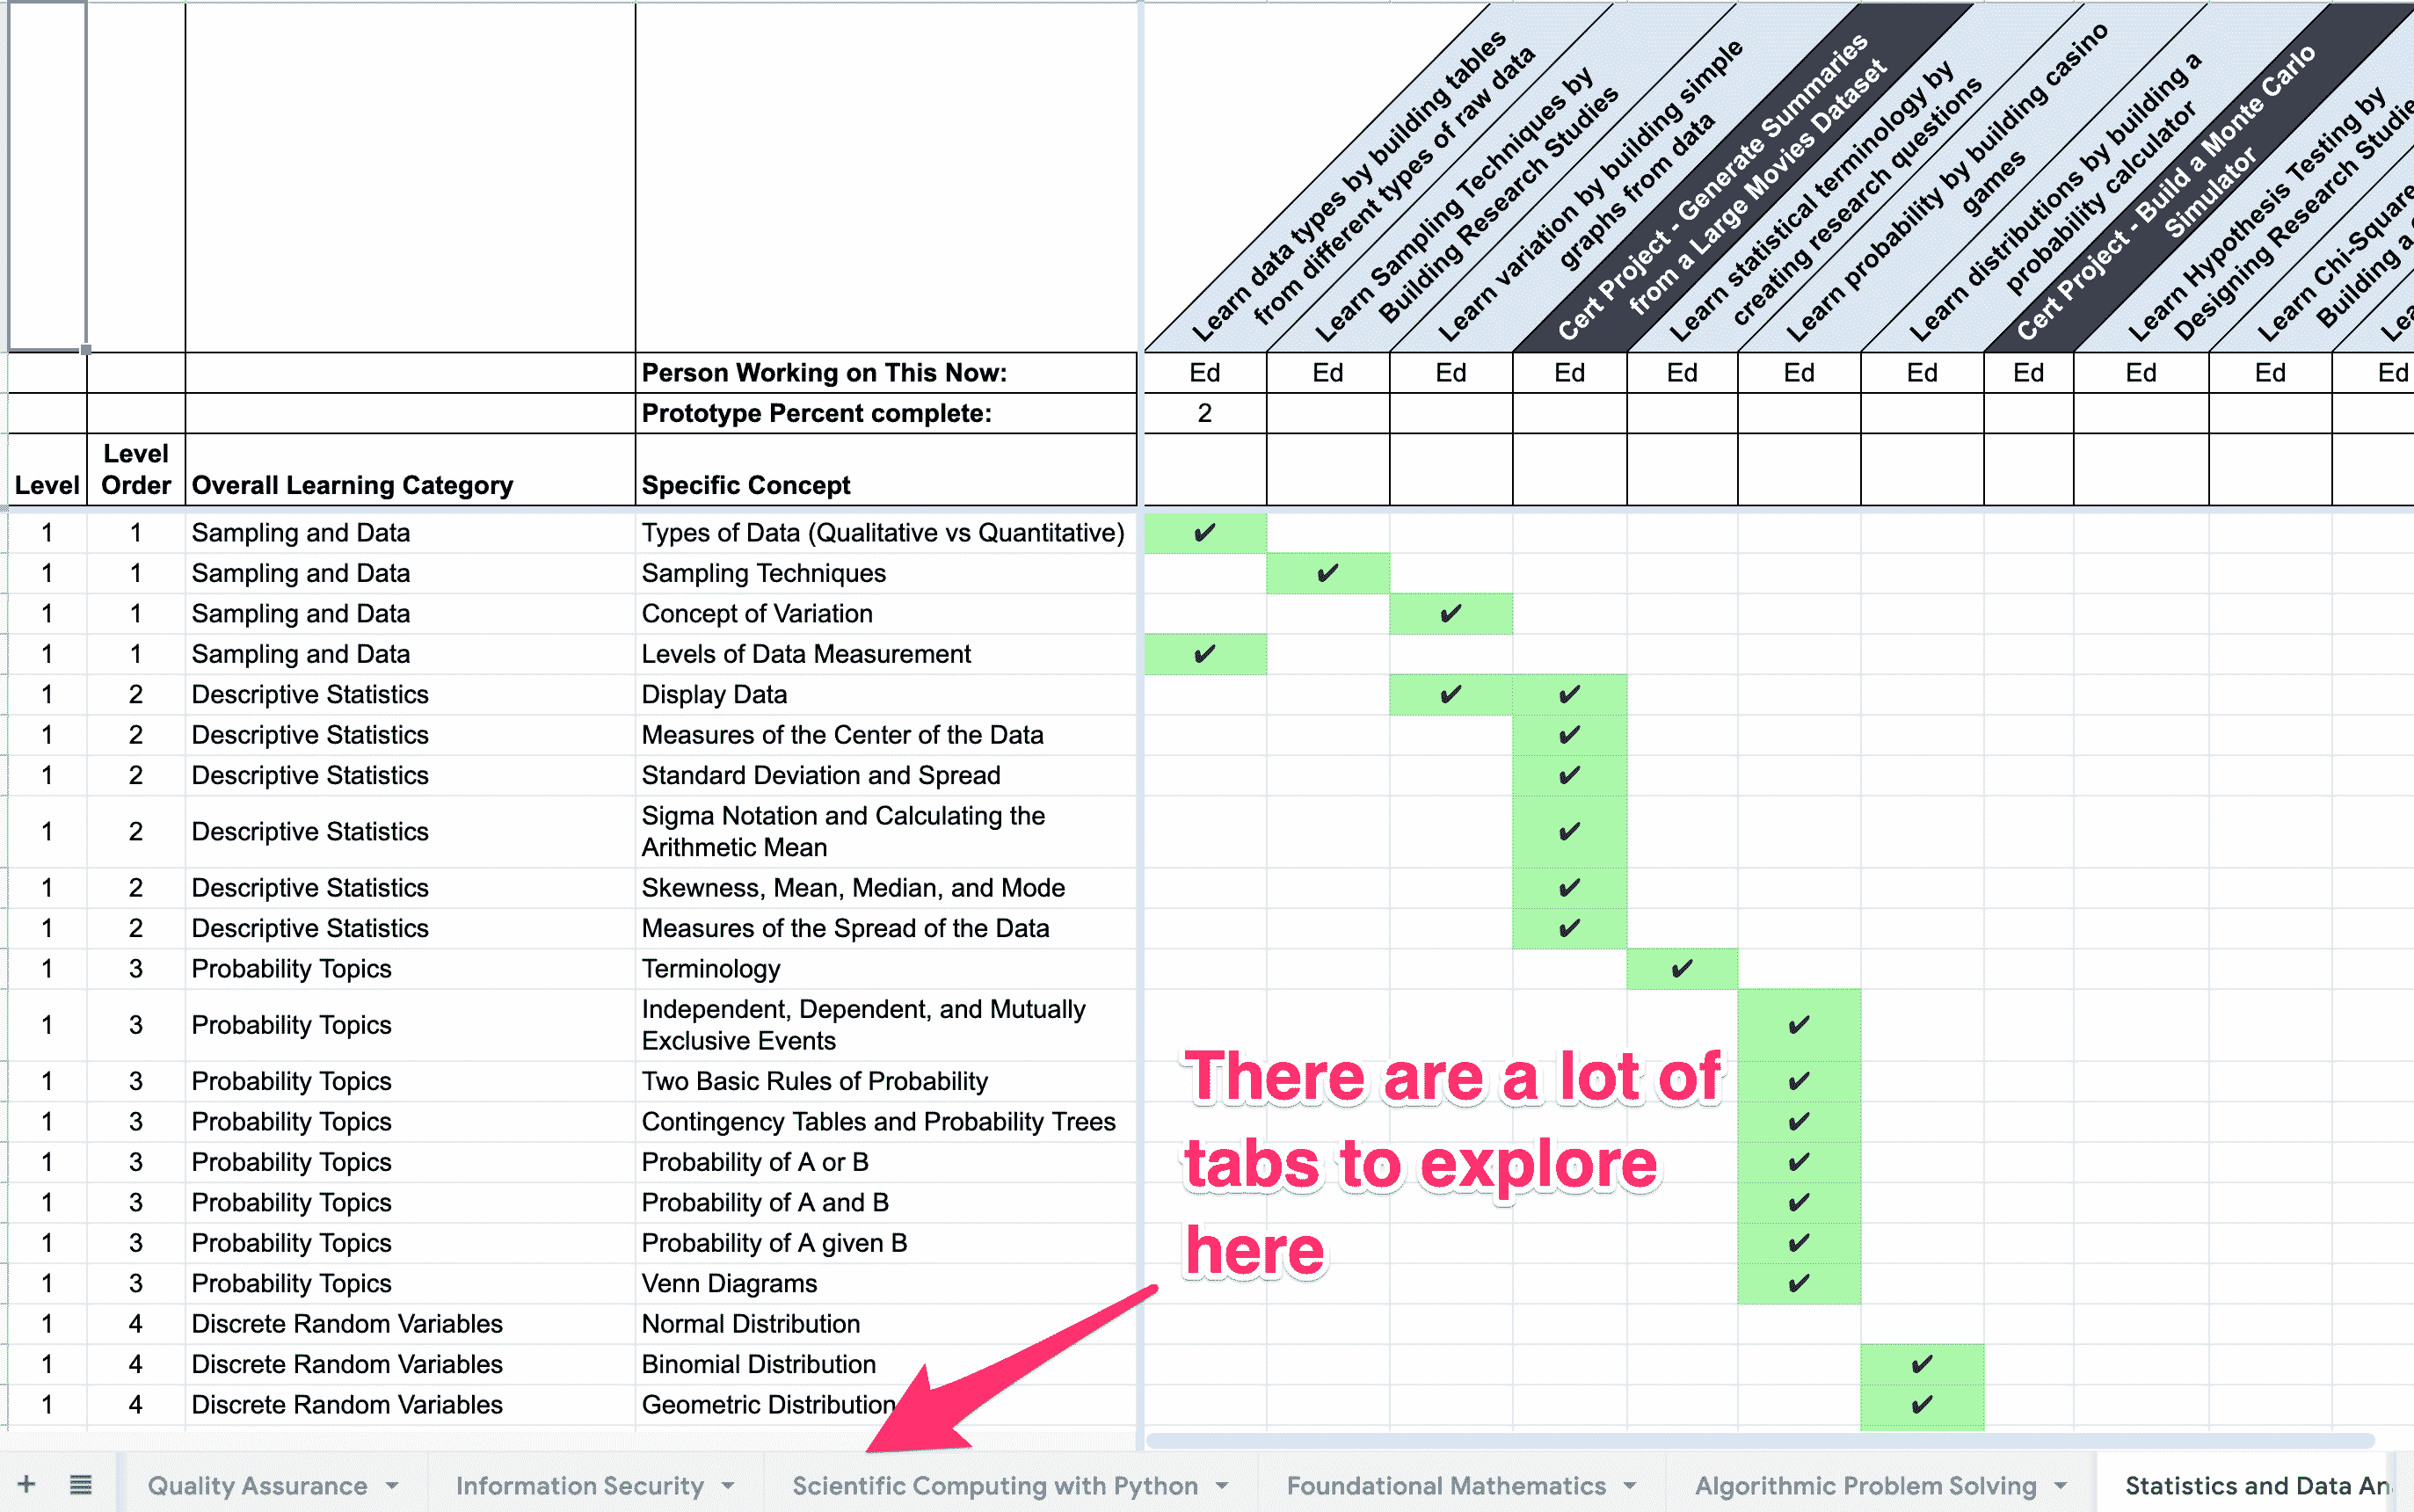 Learn data types by building tables
from different types of raw data
Learn Sampling Techniques by
Building Research Studies
Learn variation by building simple
graphs from data
Cert Project - Generate Summaries
from a Large Movies Dataset
Learn statistical terminology by
creating research questions
Learn probability by building casino
games
Learn distributions by building a
probability calculator
Cert Project - Build a Monte Carlo
Simulator
Learn Hypothesis Testing by
Designing Research Studie
Learn Chi-Square
Building a
Lea
Person Working on This Now: Ed Ed Ed Ed Ed Ed Ed Ed Ed Ed Ed
Prototype Percent complete: 2
Level
Level Order Overall Learning Category Specific Concept
1 1 Sampling and Data Types of Data (Qualitative vs Quantitative) ✔
1 1 Sampling and Data Sampling Techniques ✔
1 1 Sampling and Data Concept of Variation ✔
1 1 Sampling and Data Levels of Data Measurement ✔
1 2 Descriptive Statistics Display Data ✔ ✔
1 2 Descriptive Statistics Measures of the Center of the Data ✔
1 2 Descriptive Statistics Standard Deviation and Spread ✔
1 2 Descriptive Statistics Sigma Notation and Calculating the
Arithmetic Mean ✔
1 2 Descriptive Statistics Skewness, Mean, Median, and Mode ✔
1 2 Descriptive Statistics Measures of the Spread of the Data ✔
1 3 Probability Topics Terminology ✔
1 3 Probability Topics Independent, Dependent, and Mutually
Exclusive Events ✔
1 3 Probability Topics Two Basic Rules of Probability ✔
1 3 Probability Topics Contingency Tables and Probability Trees ✔
1 3 Probability Topics Probability of A or B ✔
1 3 Probability Topics Probability of A and B ✔
1 3 Probability Topics Probability of A given B ✔
1 3 Probability Topics Venn Diagrams ✔
1 4 Discrete Random Variables Normal Distribution
1 4 Discrete Random Variables Binomial Distribution ✔
1 4 Discrete Random Variables Geometric Distribution ✔
There are a lot of
tabs to explore
here
Quality Assurance Information Security Scientific Computing with Python Foundational Mathematics Algorithmic Problem Solving Statistics and Data An